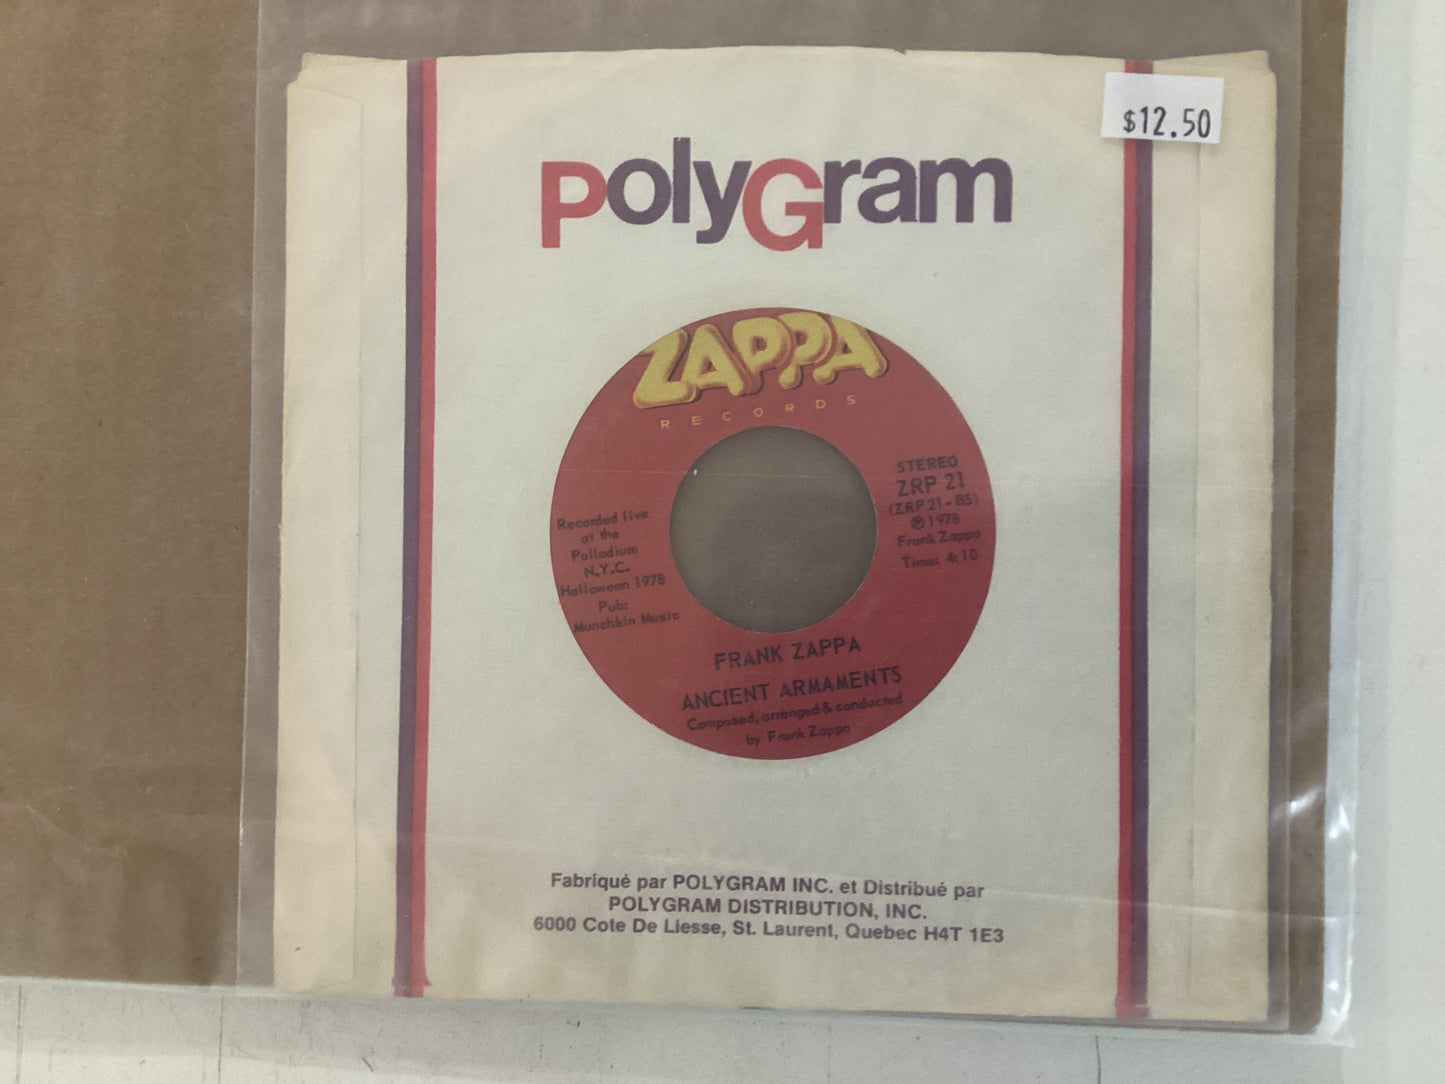 $12.50
PolyGram
ZAPPA
RECORDS
STEREO
ZRP 21
(ZRP 21 - BS)
℗ 1978
Frank Zappa
Time: 4:10
Recorded live
at the
Palladium
N.Y.C.
Halloween 1978
Pub:
Munchkin Music
FRANK ZAPPA
ANCIENT ARMAMENTS
Composed, arranged & conducted
by Frank Zappa
Fabriqué par POLYGRAM INC. et Distribué par
POLYGRAM DISTRIBUTION, INC.
6000 Cote De Liesse, St. Laurent, Quebec H4T 1E3